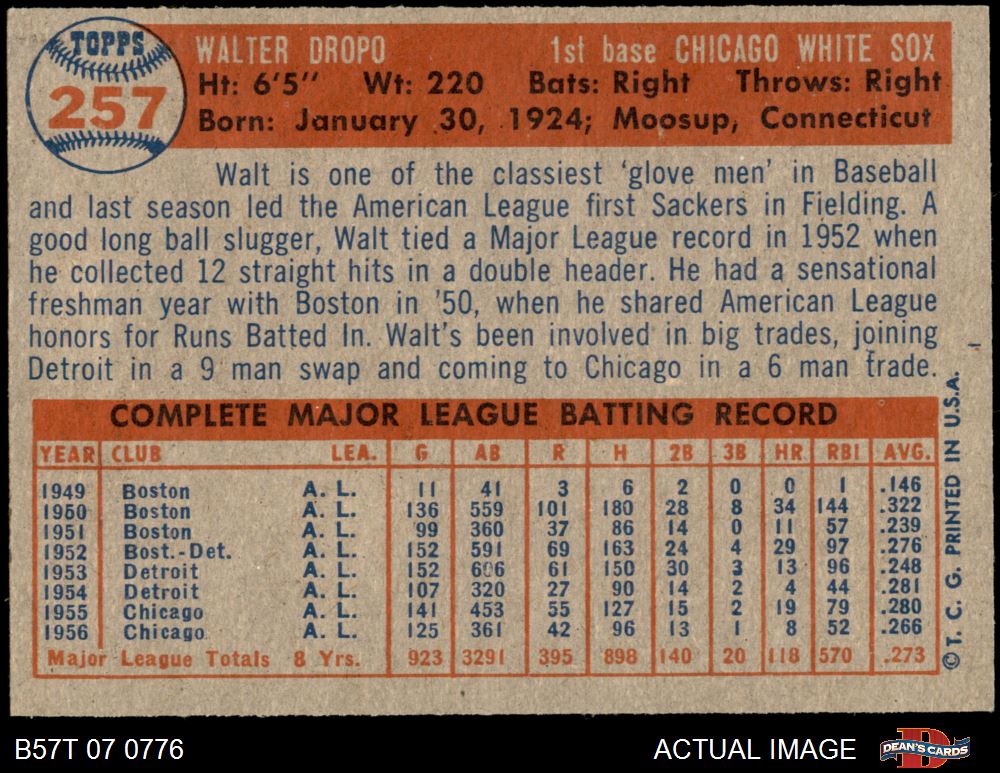 TOPPS
257
WALTER DROPO 1st base CHICAGO WHITE SOX
Ht: 6'5" Wt: 220 Bats: Right Throws: Right
Born: January 30, 1924; Moosup, Connecticut
Walt is one of the classiest 'glove men' in Baseball
and last season led the American League first Sackers in Fielding. A
good long ball slugger, Walt tied a Major League record in 1952 when
he collected 12 straight hits in a double header. He had a sensational
freshman year with Boston in '50, when he shared American League
honors for Runs Batted In. Walt's been involved in big trades, joining
Detroit in a 9 man swap and coming to Chicago in a 6 man trade.
COMPLETE MAJOR LEAGUE BATTING RECORD
YEAR CLUB LEA. G AB R H 2B 3B HR RBI AVG.
1949 Boston A. L. 11 41 3 6 2 0 0 1 .146
1950 Boston A. L. 136 559 101 180 28 8 34 144 .322
1951 Boston A. L. 99 360 37 86 14 0 11 57 .239
1952 Bost.-Det. A. L. 152 591 69 163 24 4 29 97 .276
1953 Detroit A. L. 152 606 61 150 30 3 13 96 .248
1954 Detroit A. L. 107 320 27 90 14 2 4 44 .281
1955 Chicago A. L. 141 453 55 127 15 2 19 79 .280
1956 Chicago A. L. 125 361 42 96 13 1 8 52 .266
Major League Totals 8 Yrs. 923 3291 395 898 140 20 118 570 .273
© T. C. G. PRINTED IN U.S.A.
B57T 07 0776
ACTUAL IMAGE
DEAN'S CARDS